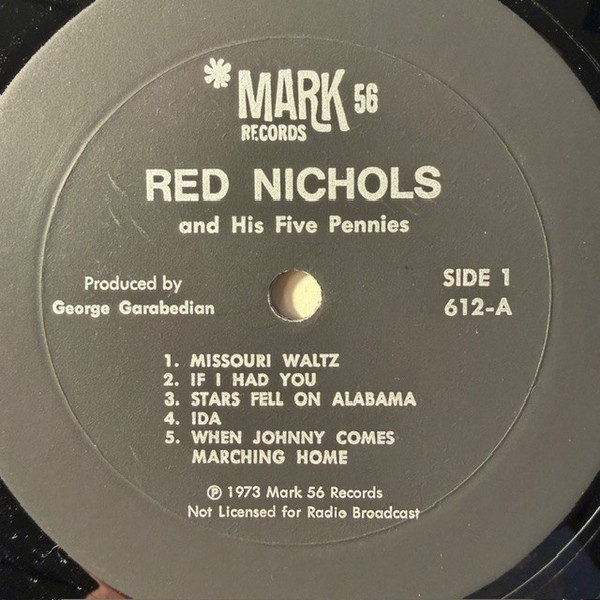 *MARK 56
RECORDS
RED NICHOLS
and His Five Pennies
Produced by
George Garabedian
SIDE 1
612-A
1. MISSOURI WALTZ
2. IF I HAD YOU
3. STARS FELL ON ALABAMA
4. IDA
5. WHEN JOHNNY COMES
MARCHING HOME
℗ 1973 Mark 56 Records
Not Licensed for Radio Broadcast